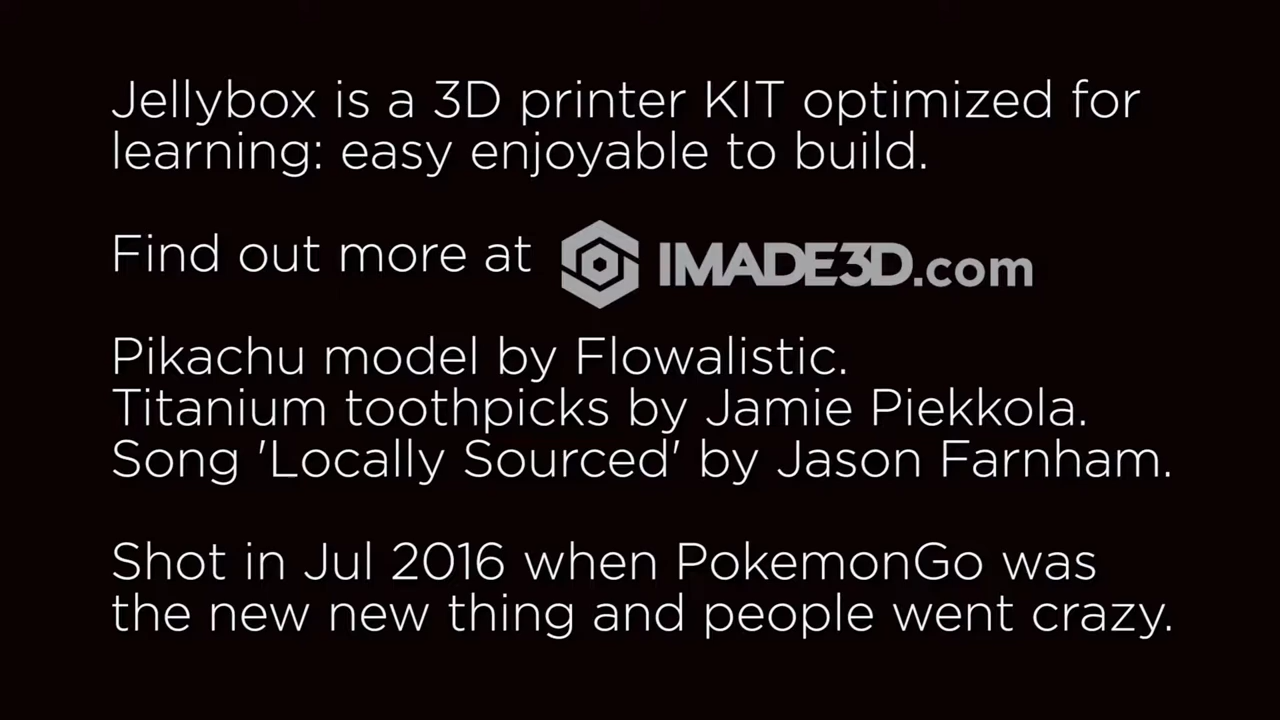 Jellybox is a 3D printer KIT optimized for
learning: easy enjoyable to build.
Find out more at IMADE3D.com
Pikachu model by Flowalistic.
Titanium toothpicks by Jamie Piekkola.
Song 'Locally Sourced' by Jason Farnham.
Shot in Jul 2016 when PokemonGo was
the new new thing and people went crazy.